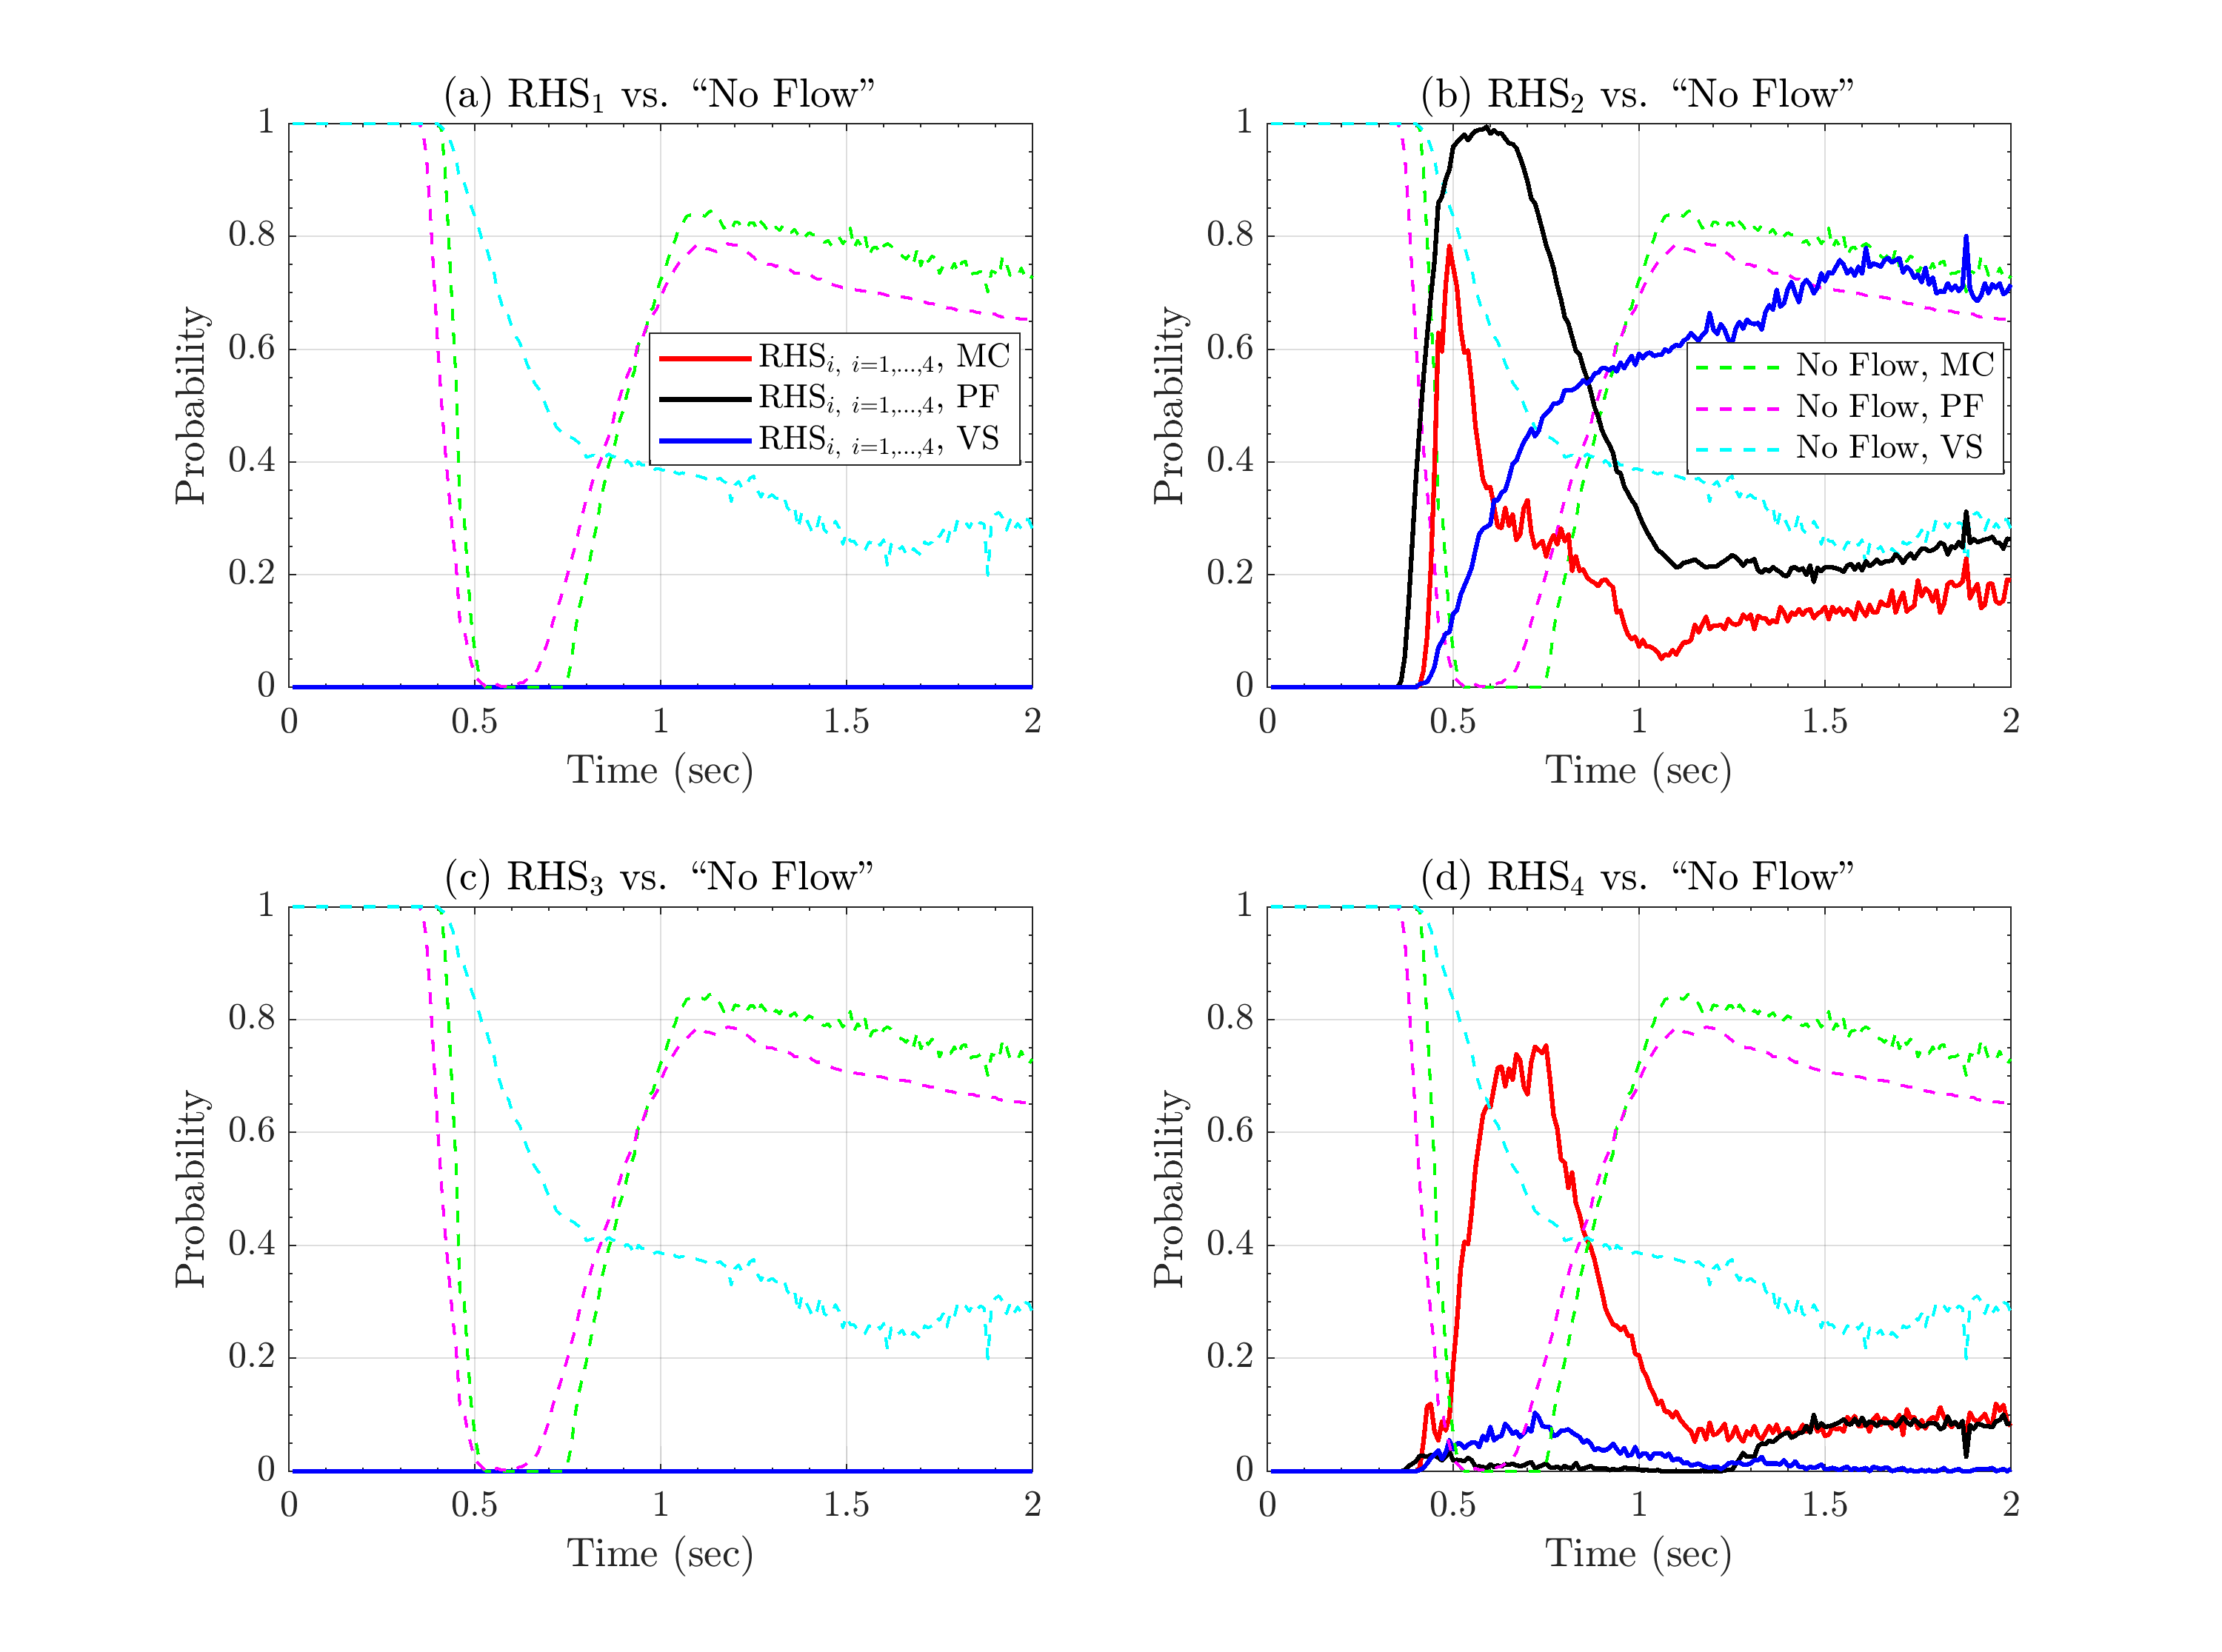 (a) RHS₁ vs. “No Flow”
1
0.8
0.6
0.4
0.2
0
Probability
RHSᵢ, ᵢ₌₁,...,₄, MC
RHSᵢ, ᵢ₌₁,...,₄, PF
RHSᵢ, ᵢ₌₁,...,₄, VS
0 0.5 1 1.5 2
Time (sec)
(b) RHS₂ vs. “No Flow”
1
0.8
0.6
0.4
0.2
0
Probability
No Flow, MC
No Flow, PF
No Flow, VS
0 0.5 1 1.5 2
Time (sec)
(c) RHS₃ vs. “No Flow”
1
0.8
0.6
0.4
0.2
0
Probability
0 0.5 1 1.5 2
Time (sec)
(d) RHS₄ vs. “No Flow”
1
0.8
0.6
0.4
0.2
0
Probability
0 0.5 1 1.5 2
Time (sec)